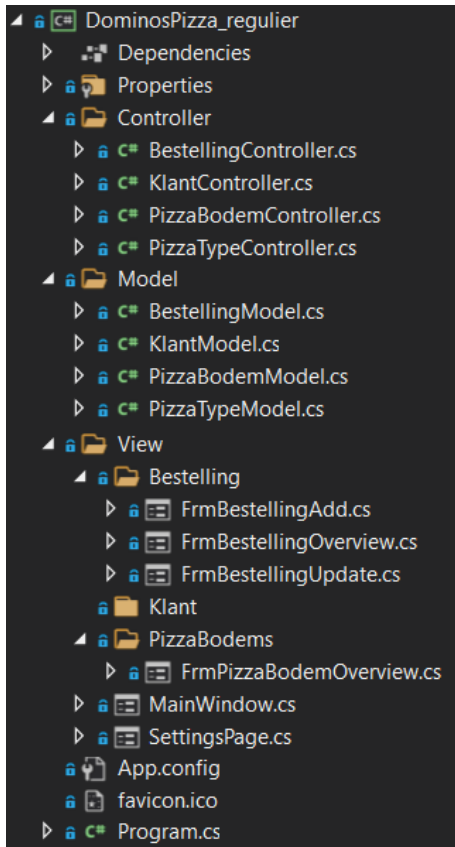 C# DominosPizza_regulier
Dependencies
Properties
Controller
C# BestellingController.cs
C# KlantController.cs
C# PizzaBodemController.cs
C# PizzaTypeController.cs
Model
C# BestellingModel.cs
C# KlantModel.cs
C# PizzaBodemModel.cs
C# PizzaTypeModel.cs
View
Bestelling
FrmBestellingAdd.cs
FrmBestellingOverview.cs
FrmBestellingUpdate.cs
Klant
PizzaBodems
FrmPizzaBodemOverview.cs
MainWindow.cs
SettingsPage.cs
App.config
favicon.ico
C# Program.cs